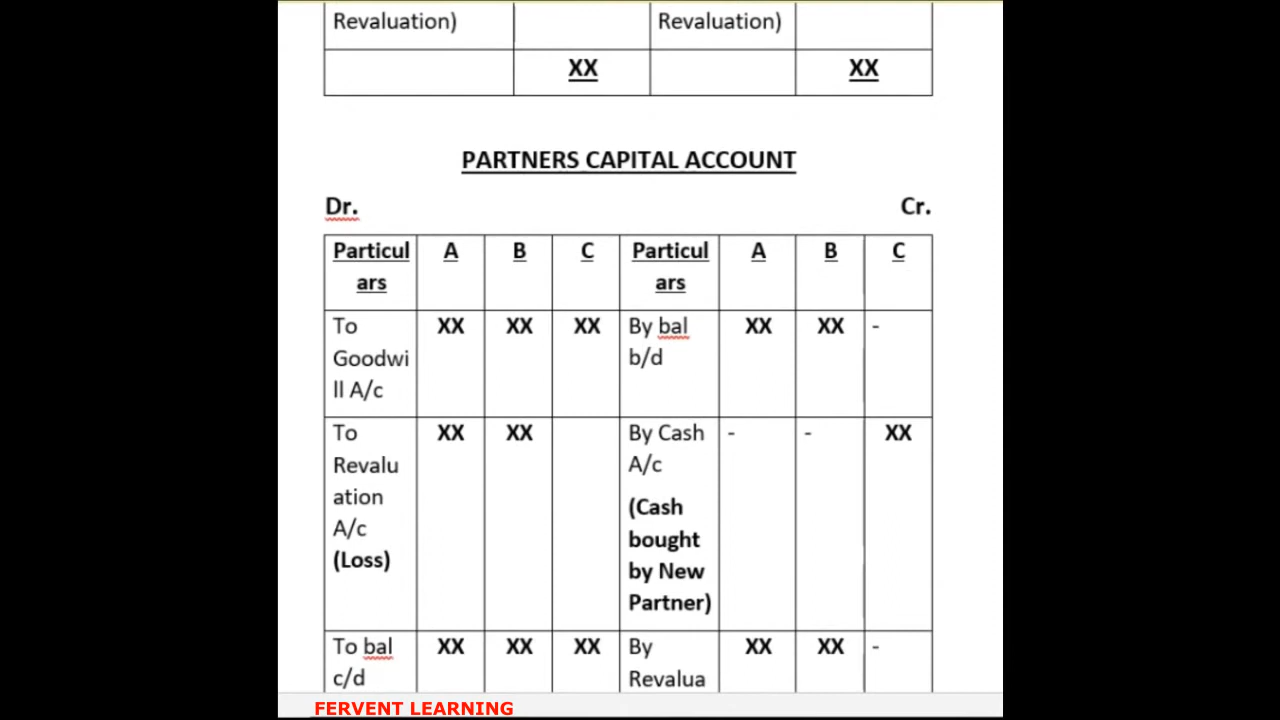 Revaluation) Revaluation)
XX XX
PARTNERS CAPITAL ACCOUNT
Dr. Cr.
Particul A B C Particul A B C
ars ars
To XX XX XX By bal XX XX -
Goodwi b/d
ll A/c
To XX XX By Cash - - XX
Revalu A/c
ation (Cash
A/c bought
(Loss) by New
Partner)
To bal XX XX XX By XX XX -
c/d Revalua
FERVENT LEARNING